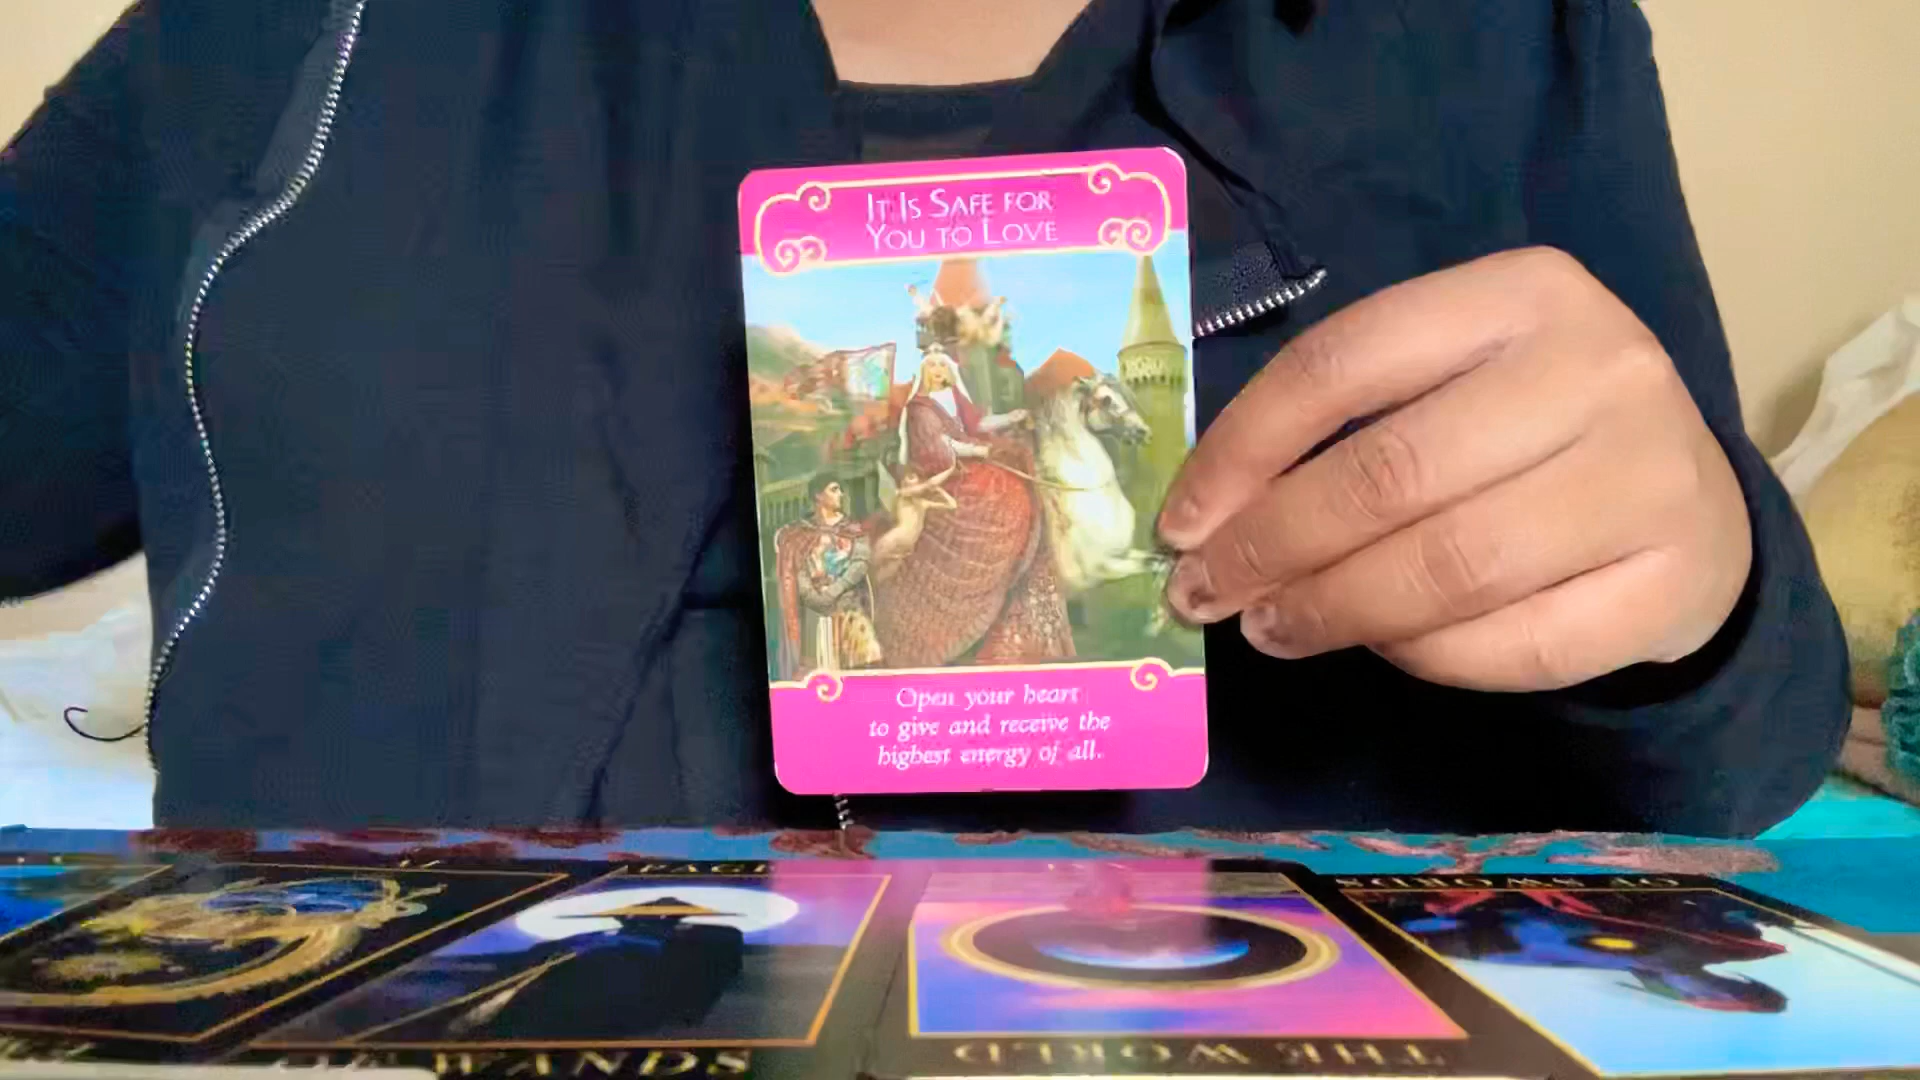 It Is Safe for
You to Love
Open your heart
to give and receive the
highest energy of all.
PAGE
OF SWORDS
WANDS
THE WORLD